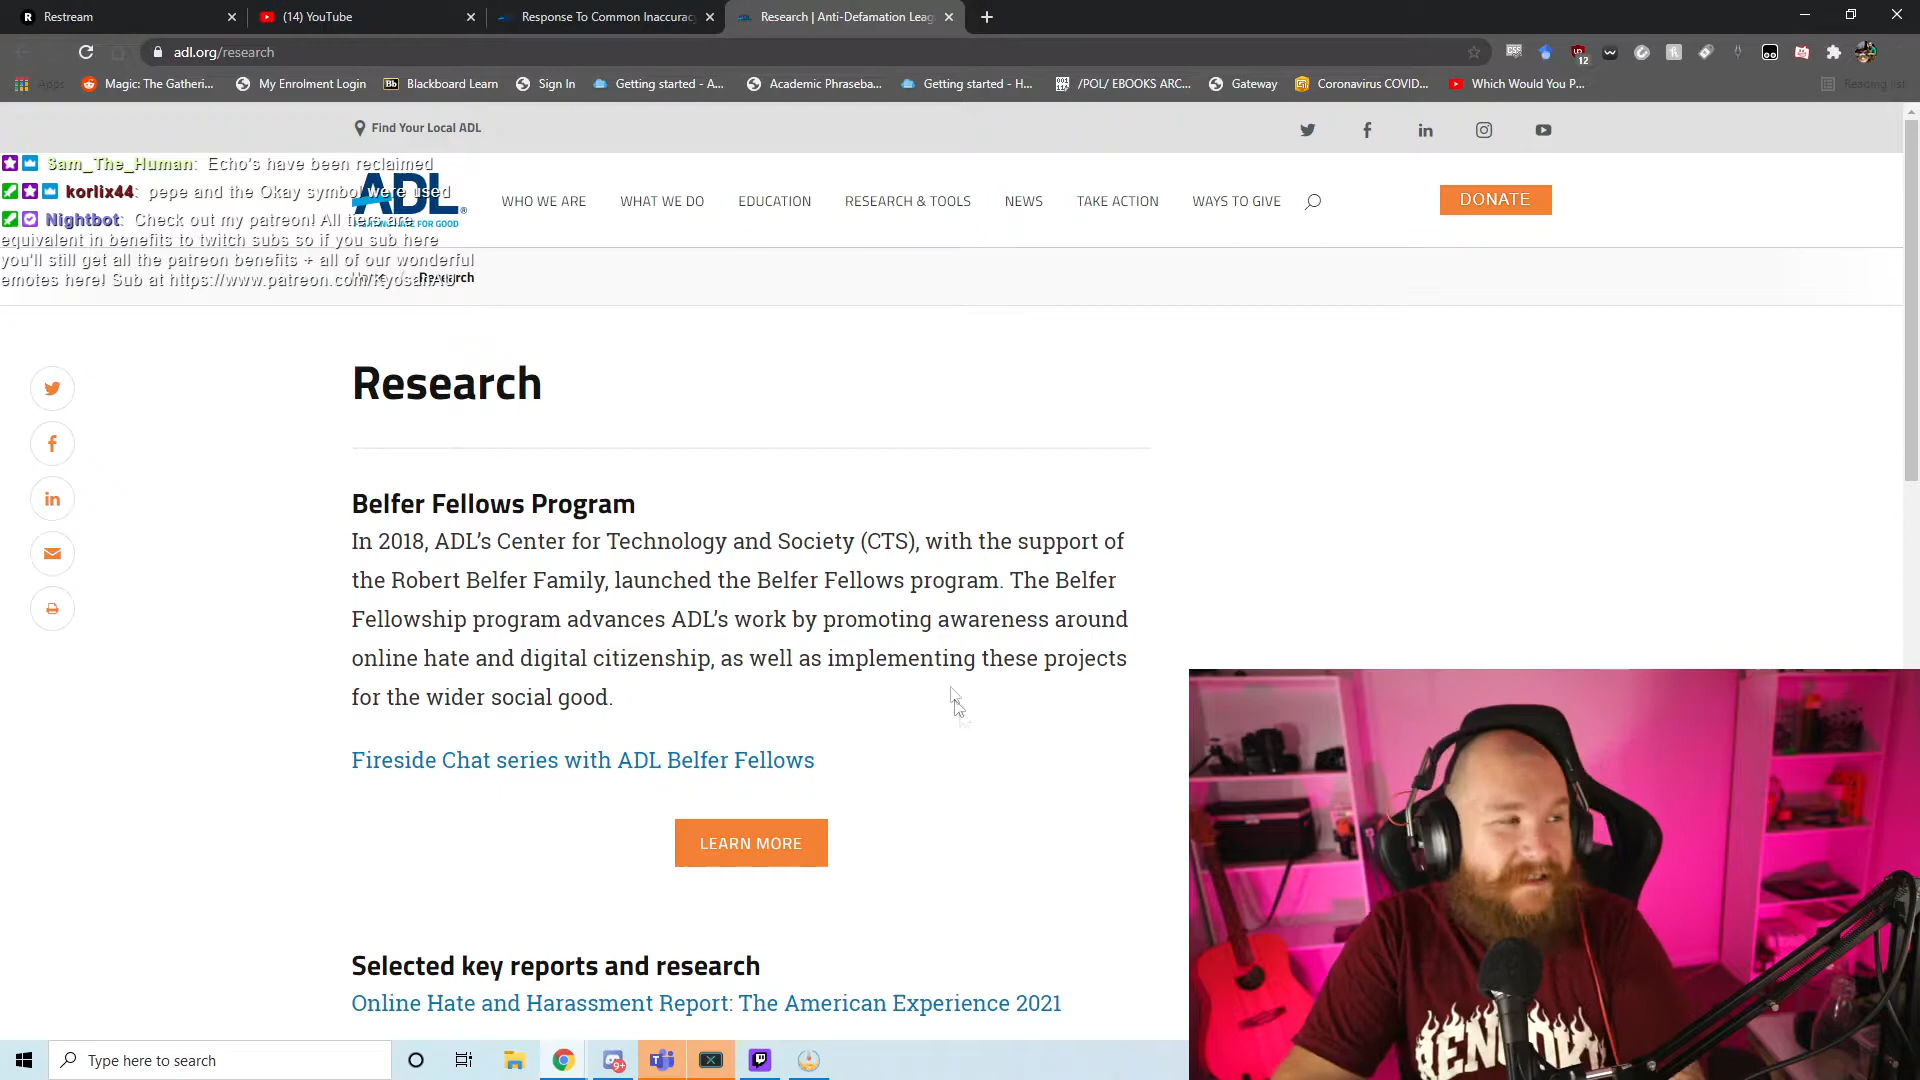 Restream
(14) YouTube
Response To Common Inaccuracy
Research | Anti-Defamation Leag
adl.org/research
12
Apps
Magic: The Gatheri...
My Enrolment Login
Bb Blackboard Learn
Sign In
Getting started - A...
Academic Phraseba...
Getting started - H...
/POL/ EBOOKS ARC...
Gateway
Coronavirus COVID...
Which Would You P...
Reading list
Find Your Local ADL
Sam_The_Human: Echo's have been reclaimed
korlix44: pepe and the Okay symbol were used
Nightbot: Check out my patreon! All tiers are
equivalent in benefits to twitch subs so if you sub here
you'll still get all the patreon benefits + all of our wonderful
emotes here! Sub at
ADL
WHO WE ARE
WHAT WE DO
EDUCATION
RESEARCH & TOOLS
NEWS
TAKE ACTION
WAYS TO GIVE
DONATE
Home / Research
Research
Belfer Fellows Program
In 2018, ADL's Center for Technology and Society (CTS), with the support of
the Robert Belfer Family, launched the Belfer Fellows program. The Belfer
Fellowship program advances ADL's work by promoting awareness around
online hate and digital citizenship, as well as implementing these projects
for the wider social good.
Fireside Chat series with ADL Belfer Fellows
LEARN MORE
Selected key reports and research
Online Hate and Harassment Report: The American Experience 2021
Type here to search